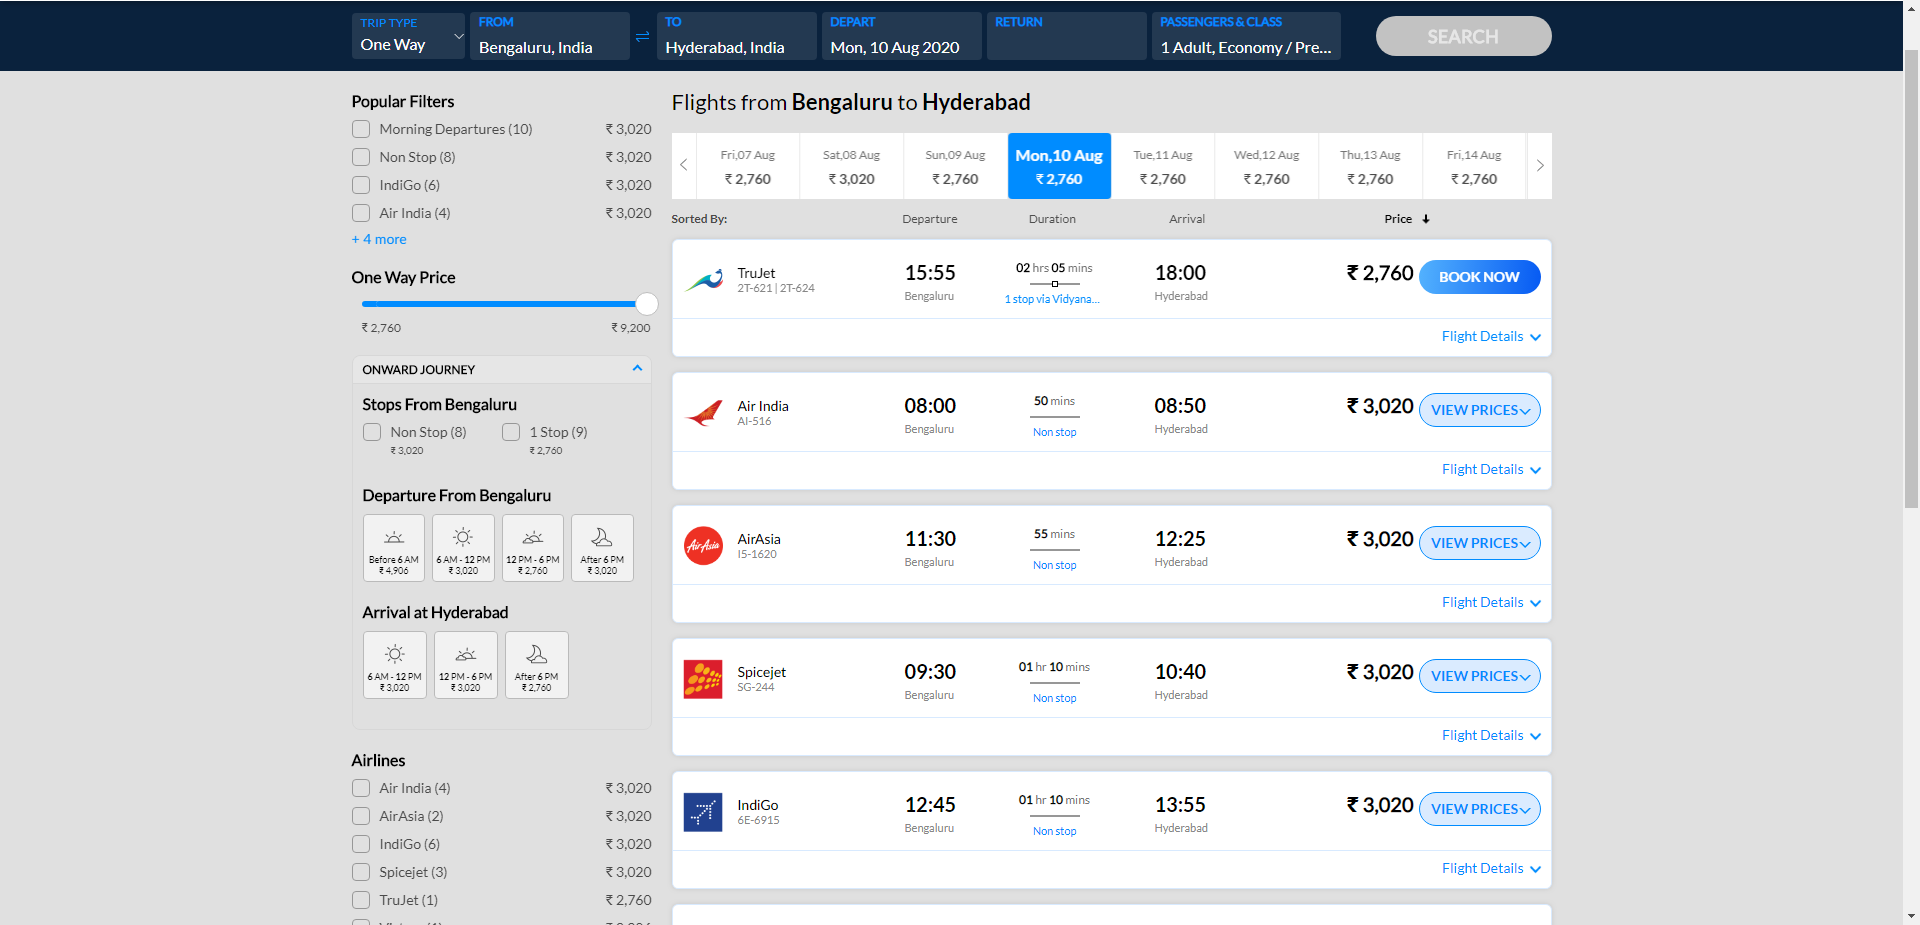 TRIP TYPE
One Way
FROM
Bengaluru, India
TO
Hyderabad, India
DEPART
Mon, 10 Aug 2020
RETURN
PASSENGERS & CLASS
1 Adult, Economy / Pre...
SEARCH
Popular Filters
Morning Departures (10) ₹ 3,020
Non Stop (8) ₹ 3,020
IndiGo (6) ₹ 3,020
Air India (4) ₹ 3,020
+ 4 more
One Way Price
₹ 2,760 ₹ 9,200
ONWARD JOURNEY
Stops From Bengaluru
Non Stop (8) 1 Stop (9)
₹ 3,020 ₹ 2,760
Departure From Bengaluru
Before 6 AM 6 AM - 12 PM 12 PM - 6 PM After 6 PM
₹ 4,906 ₹ 3,020 ₹ 2,760 ₹ 3,020
Arrival at Hyderabad
6 AM - 12 PM 12 PM - 6 PM After 6 PM
₹ 3,020 ₹ 3,020 ₹ 2,760
Airlines
Air India (4) ₹ 3,020
AirAsia (2) ₹ 3,020
IndiGo (6) ₹ 3,020
Spicejet (3) ₹ 3,020
TruJet (1) ₹ 2,760
Flights from Bengaluru to Hyderabad
Fri,07 Aug Sat,08 Aug Sun,09 Aug Mon,10 Aug Tue,11 Aug Wed,12 Aug Thu,13 Aug Fri,14 Aug
₹ 2,760 ₹ 3,020 ₹ 2,760 ₹ 2,760 ₹ 2,760 ₹ 2,760 ₹ 2,760 ₹ 2,760
Sorted By: Departure Duration Arrival Price
TruJet 15:55 02 hrs 05 mins 18:00 ₹ 2,760 BOOK NOW
2T-621 | 2T-624 Bengaluru 1 stop via Vidyana... Hyderabad
Flight Details
Air India 08:00 50 mins 08:50 ₹ 3,020 VIEW PRICES
AI-516 Bengaluru Non stop Hyderabad
Flight Details
AirAsia
AirAsia 11:30 55 mins 12:25 ₹ 3,020 VIEW PRICES
I5-1620 Bengaluru Non stop Hyderabad
Flight Details
Spicejet 09:30 01 hr 10 mins 10:40 ₹ 3,020 VIEW PRICES
SG-244 Bengaluru Non stop Hyderabad
Flight Details
IndiGo 12:45 01 hr 10 mins 13:55 ₹ 3,020 VIEW PRICES
6E-6915 Bengaluru Non stop Hyderabad
Flight Details